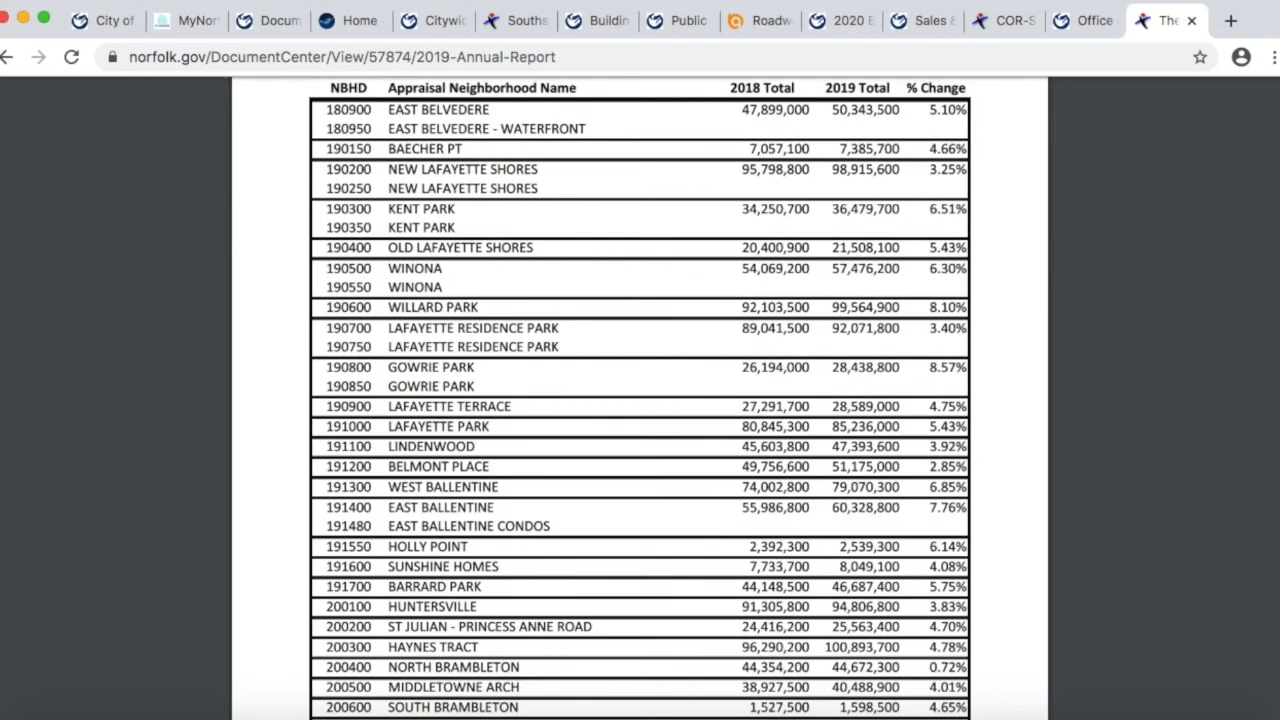 City of
MyNor
Docum
Home
Citywic
Souths
Buildin
Public
Roadw
2020 B
Sales &
COR-S
Office
The
norfolk.gov/DocumentCenter/View/57874/2019-Annual-Report
NBHD Appraisal Neighborhood Name 2018 Total 2019 Total % Change
180900 EAST BELVEDERE 47,899,000 50,343,500 5.10%
180950 EAST BELVEDERE - WATERFRONT
190150 BAECHER PT 7,057,100 7,385,700 4.66%
190200 NEW LAFAYETTE SHORES 95,798,800 98,915,600 3.25%
190250 NEW LAFAYETTE SHORES
190300 KENT PARK 34,250,700 36,479,700 6.51%
190350 KENT PARK
190400 OLD LAFAYETTE SHORES 20,400,900 21,508,100 5.43%
190500 WINONA 54,069,200 57,476,200 6.30%
190550 WINONA
190600 WILLARD PARK 92,103,500 99,564,900 8.10%
190700 LAFAYETTE RESIDENCE PARK 89,041,500 92,071,800 3.40%
190750 LAFAYETTE RESIDENCE PARK
190800 GOWRIE PARK 26,194,000 28,438,800 8.57%
190850 GOWRIE PARK
190900 LAFAYETTE TERRACE 27,291,700 28,589,000 4.75%
191000 LAFAYETTE PARK 80,845,300 85,236,000 5.43%
191100 LINDENWOOD 45,603,800 47,393,600 3.92%
191200 BELMONT PLACE 49,756,600 51,175,000 2.85%
191300 WEST BALLENTINE 74,002,800 79,070,300 6.85%
191400 EAST BALLENTINE 55,986,800 60,328,800 7.76%
191480 EAST BALLENTINE CONDOS
191550 HOLLY POINT 2,392,300 2,539,300 6.14%
191600 SUNSHINE HOMES 7,733,700 8,049,100 4.08%
191700 BARRARD PARK 44,148,500 46,687,400 5.75%
200100 HUNTERSVILLE 91,305,800 94,806,800 3.83%
200200 ST JULIAN - PRINCESS ANNE ROAD 24,416,200 25,563,400 4.70%
200300 HAYNES TRACT 96,290,200 100,893,700 4.78%
200400 NORTH BRAMBLETON 44,354,200 44,672,300 0.72%
200500 MIDDLETOWNE ARCH 38,927,500 40,488,900 4.01%
200600 SOUTH BRAMBLETON 1,527,500 1,598,500 4.65%